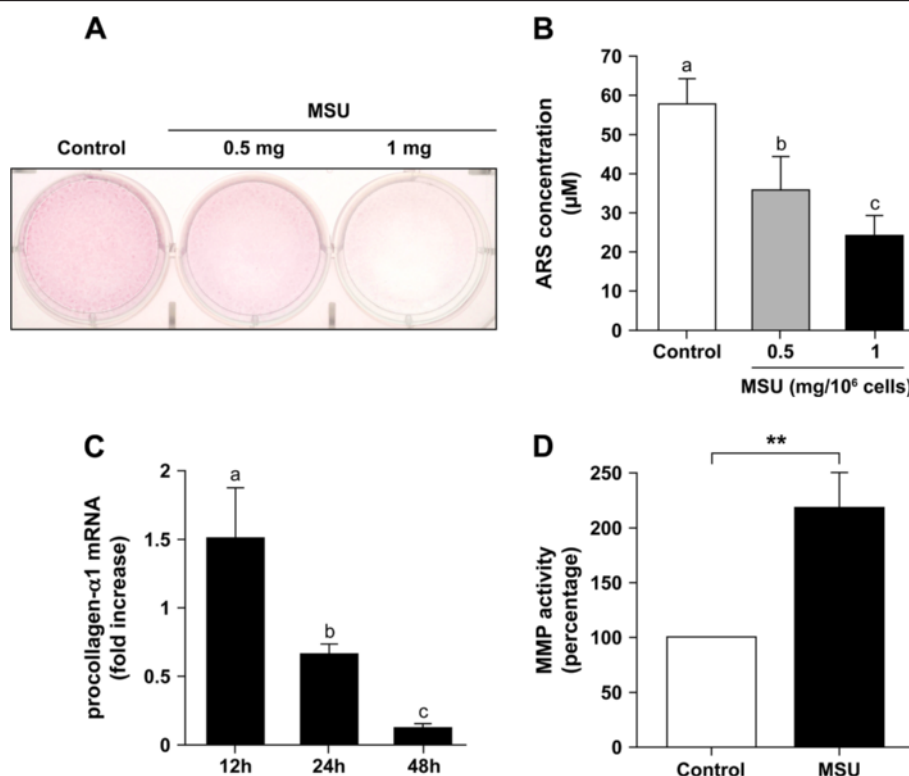 A
MSU
Control 0.5 mg 1 mg
B
ARS concentration
(µM)
70
60
50
40
30
20
10
0
a
b
c
Control 0.5 1
MSU (mg/10⁶ cells)
C
procollagen-α1 mRNA
(fold increase)
2
1.5
1
0.5
0
a
b
c
12h 24h 48h
D
MMP activity
(percentage)
250
200
150
100
50
0
**
Control MSU